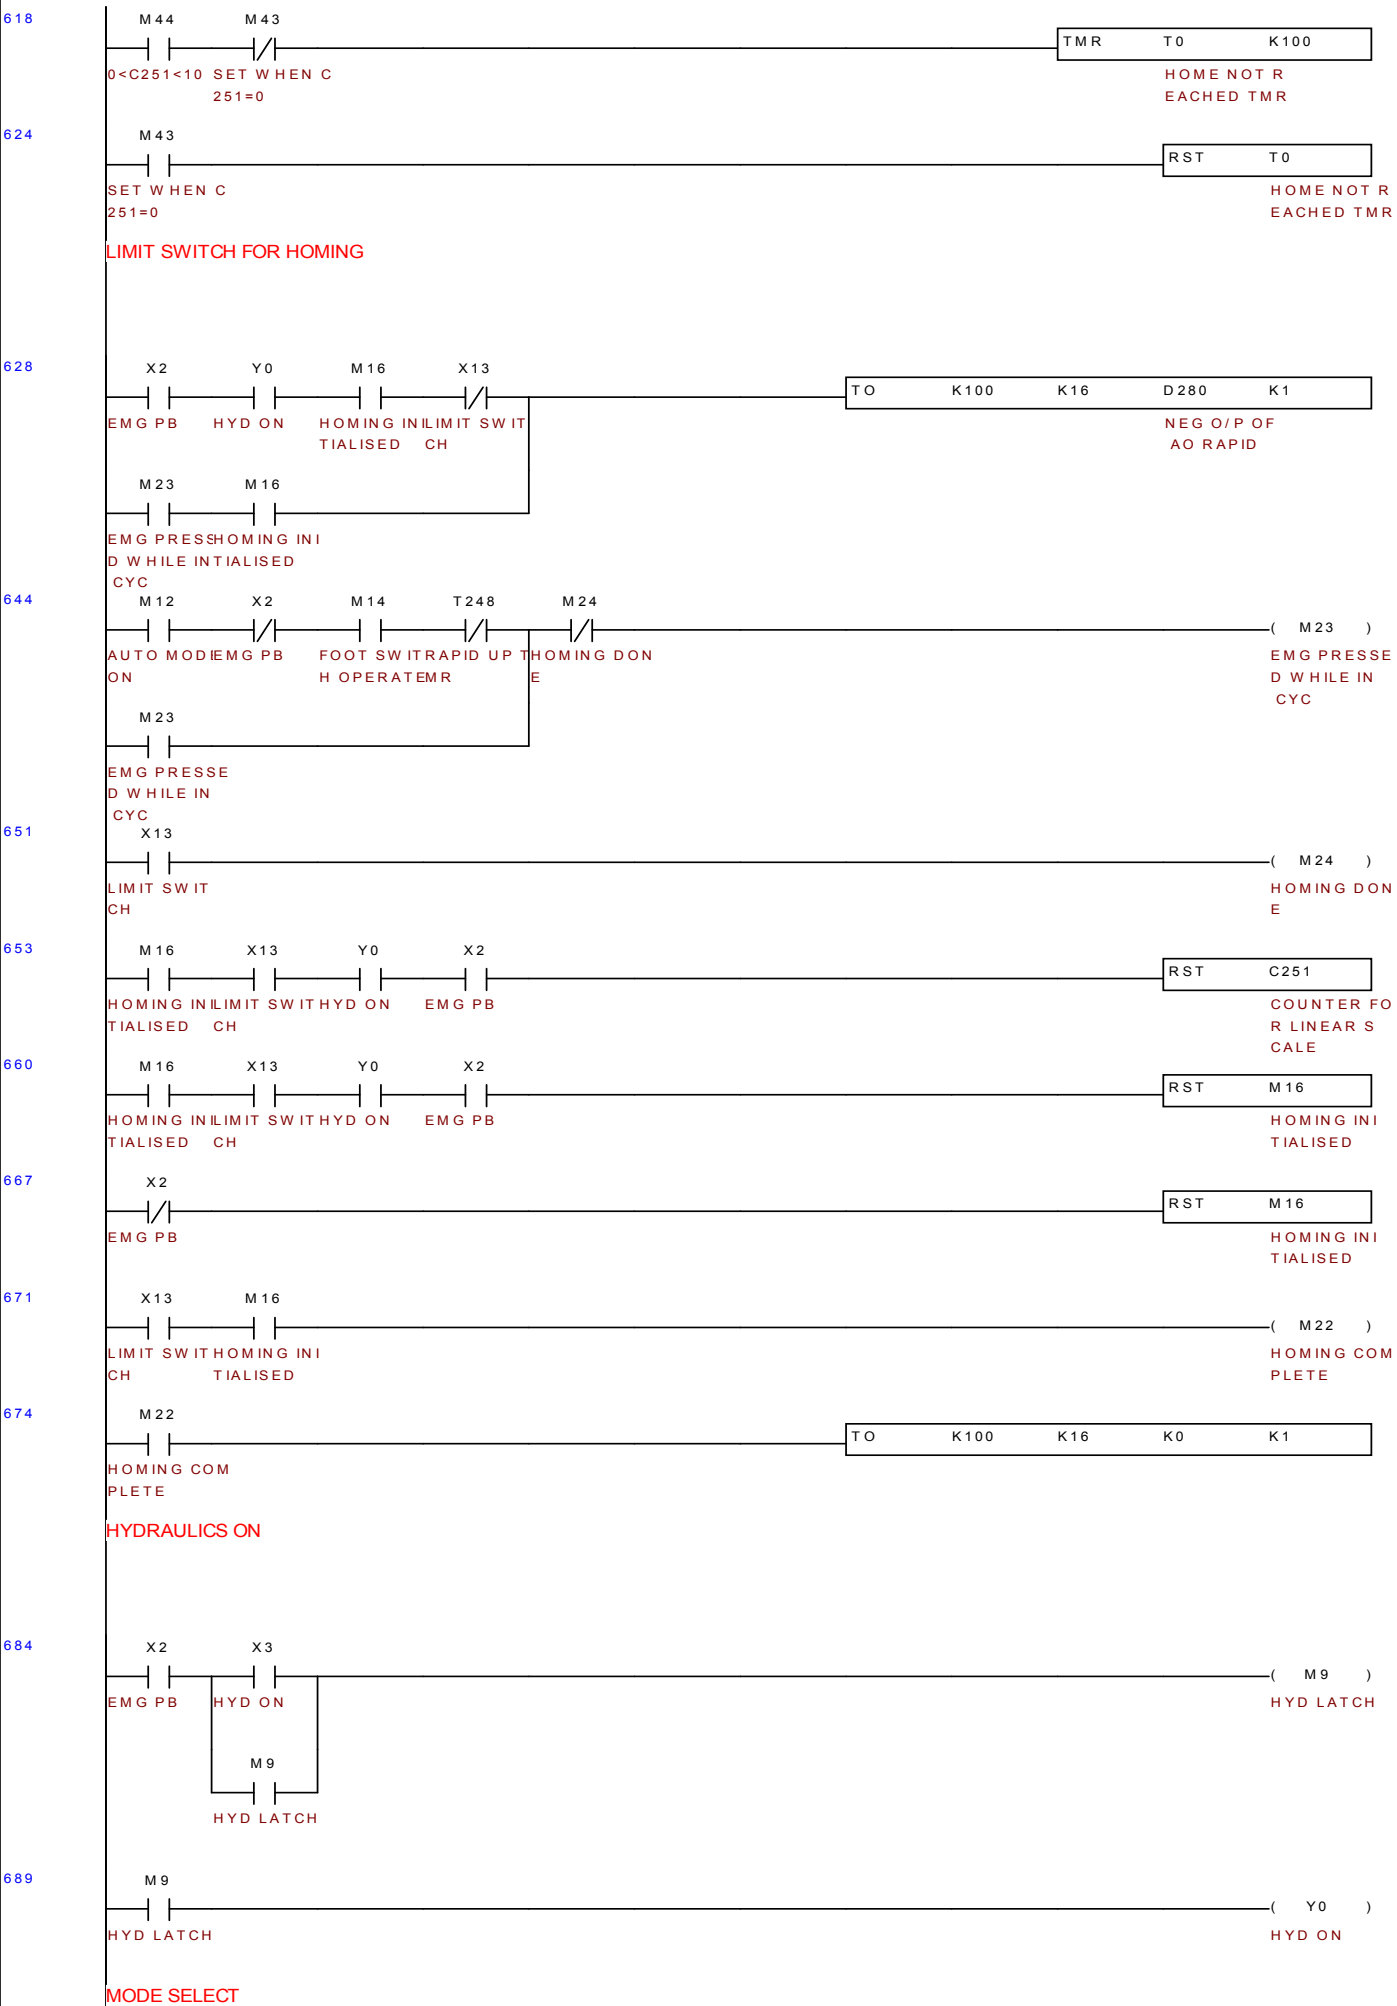 618 M44 M43
TMR T0 K100
0<C251<10 SET WHEN C HOME NOT R
251=0 EACHED TMR
624 M43
RST T0
SET WHEN C HOME NOT R
251=0 EACHED TMR
LIMIT SWITCH FOR HOMING
628 X2 Y0 M16 X13
TO K100 K16 D280 K1
EMG PB HYD ON HOMING INI LIMIT SWIT NEG O/P OF
TIALISED CH AO RAPID
M23 M16
EMG PRESS HOMING INI
D WHILE IN TIALISED
CYC
644 M12 X2 M14 T248 M24
( M23 )
AUTO MODE EMG PB FOOT SWIT RAPID UP T HOMING DON EMG PRESSE
ON H OPERATE MR E D WHILE IN
CYC
M23
EMG PRESSE
D WHILE IN
CYC
651 X13
( M24 )
LIMIT SWIT HOMING DON
CH E
653 M16 X13 Y0 X2
RST C251
HOMING INI LIMIT SWIT HYD ON EMG PB COUNTER FO
TIALISED CH R LINEAR S
CALE
660 M16 X13 Y0 X2
RST M16
HOMING INI LIMIT SWIT HYD ON EMG PB HOMING INI
TIALISED CH TIALISED
667 X2
RST M16
EMG PB HOMING INI
TIALISED
671 X13 M16
( M22 )
LIMIT SWIT HOMING INI HOMING COM
CH TIALISED PLETE
674 M22
TO K100 K16 K0 K1
HOMING COM
PLETE
HYDRAULICS ON
684 X2 X3
( M9 )
EMG PB HYD ON HYD LATCH
M9
HYD LATCH
689 M9
( Y0 )
HYD LATCH HYD ON
MODE SELECT